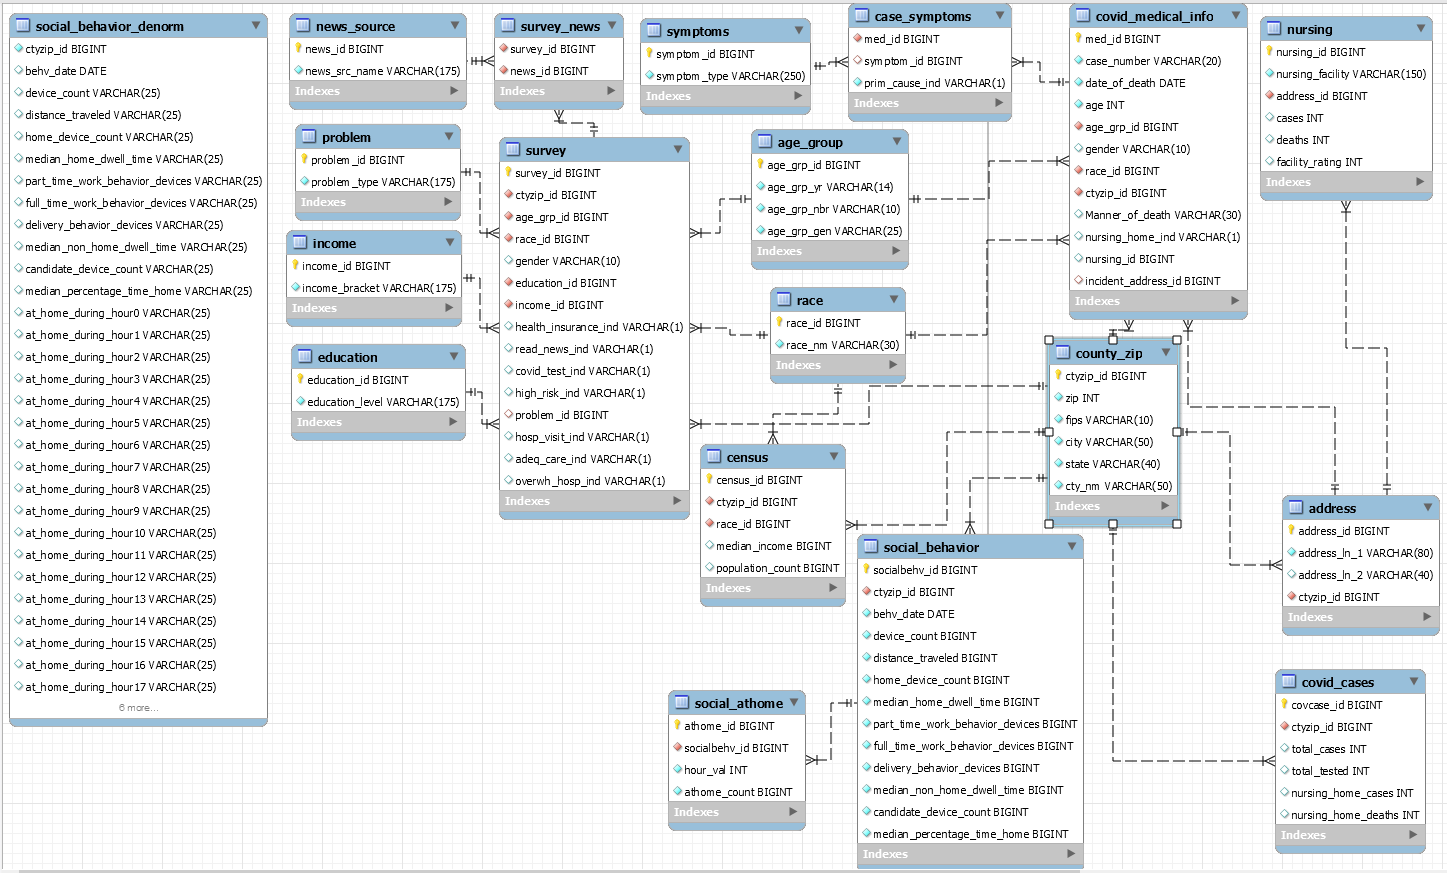 social_behavior_denorm
ctyzip_id BIGINT
behv_date DATE
device_count VARCHAR(25)
distance_traveled VARCHAR(25)
home_device_count VARCHAR(25)
median_home_dwell_time VARCHAR(25)
part_time_work_behavior_devices VARCHAR(25)
full_time_work_behavior_devices VARCHAR(25)
delivery_behavior_devices VARCHAR(25)
median_non_home_dwell_time VARCHAR(25)
candidate_device_count VARCHAR(25)
median_percentage_time_home VARCHAR(25)
at_home_during_hour0 VARCHAR(25)
at_home_during_hour1 VARCHAR(25)
at_home_during_hour2 VARCHAR(25)
at_home_during_hour3 VARCHAR(25)
at_home_during_hour4 VARCHAR(25)
at_home_during_hour5 VARCHAR(25)
at_home_during_hour6 VARCHAR(25)
at_home_during_hour7 VARCHAR(25)
at_home_during_hour8 VARCHAR(25)
at_home_during_hour9 VARCHAR(25)
at_home_during_hour10 VARCHAR(25)
at_home_during_hour11 VARCHAR(25)
at_home_during_hour12 VARCHAR(25)
at_home_during_hour13 VARCHAR(25)
at_home_during_hour14 VARCHAR(25)
at_home_during_hour15 VARCHAR(25)
at_home_during_hour16 VARCHAR(25)
at_home_during_hour17 VARCHAR(25)
6 more...
news_source
news_id BIGINT
news_src_name VARCHAR(175)
Indexes
survey_news
survey_id BIGINT
news_id BIGINT
Indexes
symptoms
symptom_id BIGINT
symptom_type VARCHAR(250)
Indexes
case_symptoms
med_id BIGINT
symptom_id BIGINT
prim_cause_ind VARCHAR(1)
Indexes
covid_medical_info
med_id BIGINT
case_number VARCHAR(20)
date_of_death DATE
age INT
age_grp_id BIGINT
gender VARCHAR(10)
race_id BIGINT
ctyzip_id BIGINT
Manner_of_death VARCHAR(30)
nursing_home_ind VARCHAR(1)
nursing_id BIGINT
incident_address_id BIGINT
Indexes
nursing
nursing_id BIGINT
nursing_facility VARCHAR(150)
address_id BIGINT
cases INT
deaths INT
facility_rating INT
Indexes
problem
problem_id BIGINT
problem_type VARCHAR(175)
Indexes
income
income_id BIGINT
income_bracket VARCHAR(175)
Indexes
education
education_id BIGINT
education_level VARCHAR(175)
Indexes
survey
survey_id BIGINT
ctyzip_id BIGINT
age_grp_id BIGINT
race_id BIGINT
gender VARCHAR(10)
education_id BIGINT
income_id BIGINT
health_insurance_ind VARCHAR(1)
read_news_ind VARCHAR(1)
covid_test_ind VARCHAR(1)
high_risk_ind VARCHAR(1)
problem_id BIGINT
hosp_visit_ind VARCHAR(1)
adeq_care_ind VARCHAR(1)
overwh_hosp_ind VARCHAR(1)
Indexes
age_group
age_grp_id BIGINT
age_grp_yr VARCHAR(14)
age_grp_nbr VARCHAR(10)
age_grp_gen VARCHAR(25)
Indexes
race
race_id BIGINT
race_nm VARCHAR(30)
Indexes
county_zip
ctyzip_id BIGINT
zip INT
fips VARCHAR(10)
city VARCHAR(50)
state VARCHAR(40)
cty_nm VARCHAR(50)
Indexes
census
census_id BIGINT
ctyzip_id BIGINT
race_id BIGINT
median_income BIGINT
population_count BIGINT
Indexes
address
address_id BIGINT
address_ln_1 VARCHAR(80)
address_ln_2 VARCHAR(40)
ctyzip_id BIGINT
Indexes
social_behavior
socialbehv_id BIGINT
ctyzip_id BIGINT
behv_date DATE
device_count BIGINT
distance_traveled BIGINT
home_device_count BIGINT
median_home_dwell_time BIGINT
part_time_work_behavior_devices BIGINT
full_time_work_behavior_devices BIGINT
delivery_behavior_devices BIGINT
median_non_home_dwell_time BIGINT
candidate_device_count BIGINT
median_percentage_time_home BIGINT
Indexes
social_athome
athome_id BIGINT
socialbehv_id BIGINT
hour_val INT
athome_count BIGINT
Indexes
covid_cases
covcase_id BIGINT
ctyzip_id BIGINT
total_cases INT
total_tested INT
nursing_home_cases INT
nursing_home_deaths INT
Indexes